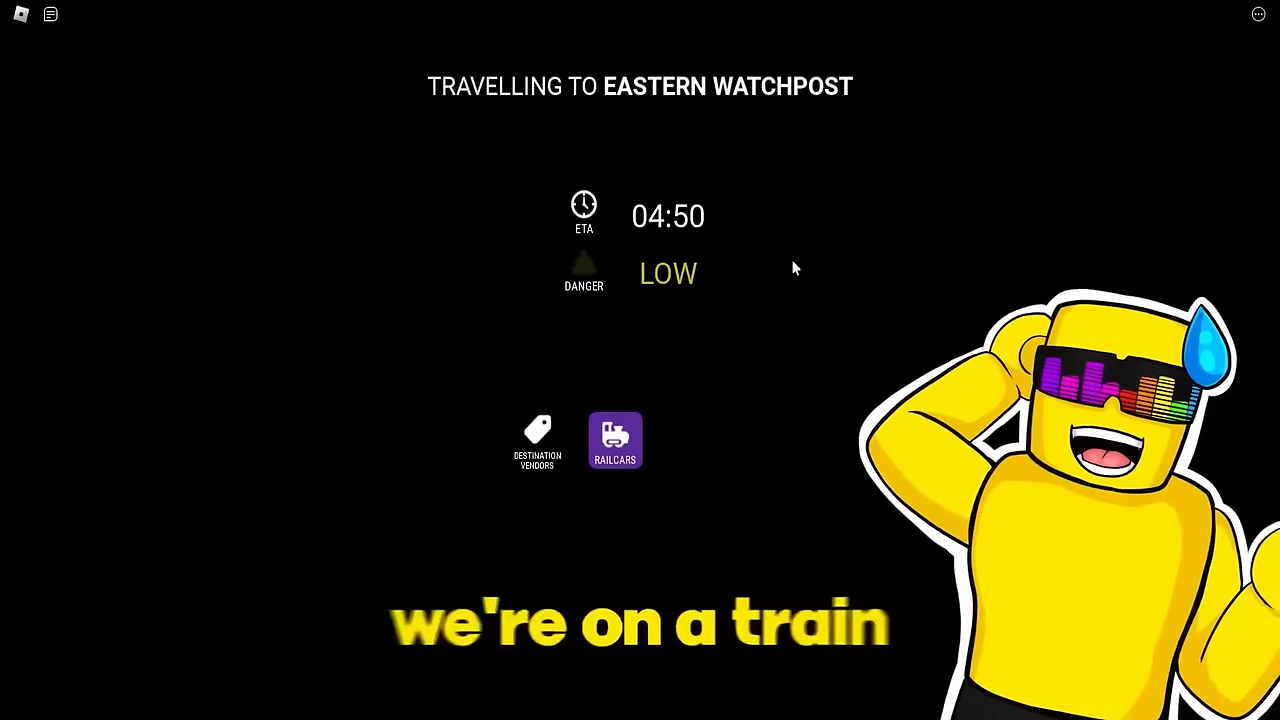 TRAVELLING TO EASTERN WATCHPOST
04:50
ETA
LOW
DANGER
DESTINATION
VENDORS
RAILCARS
we're on a train